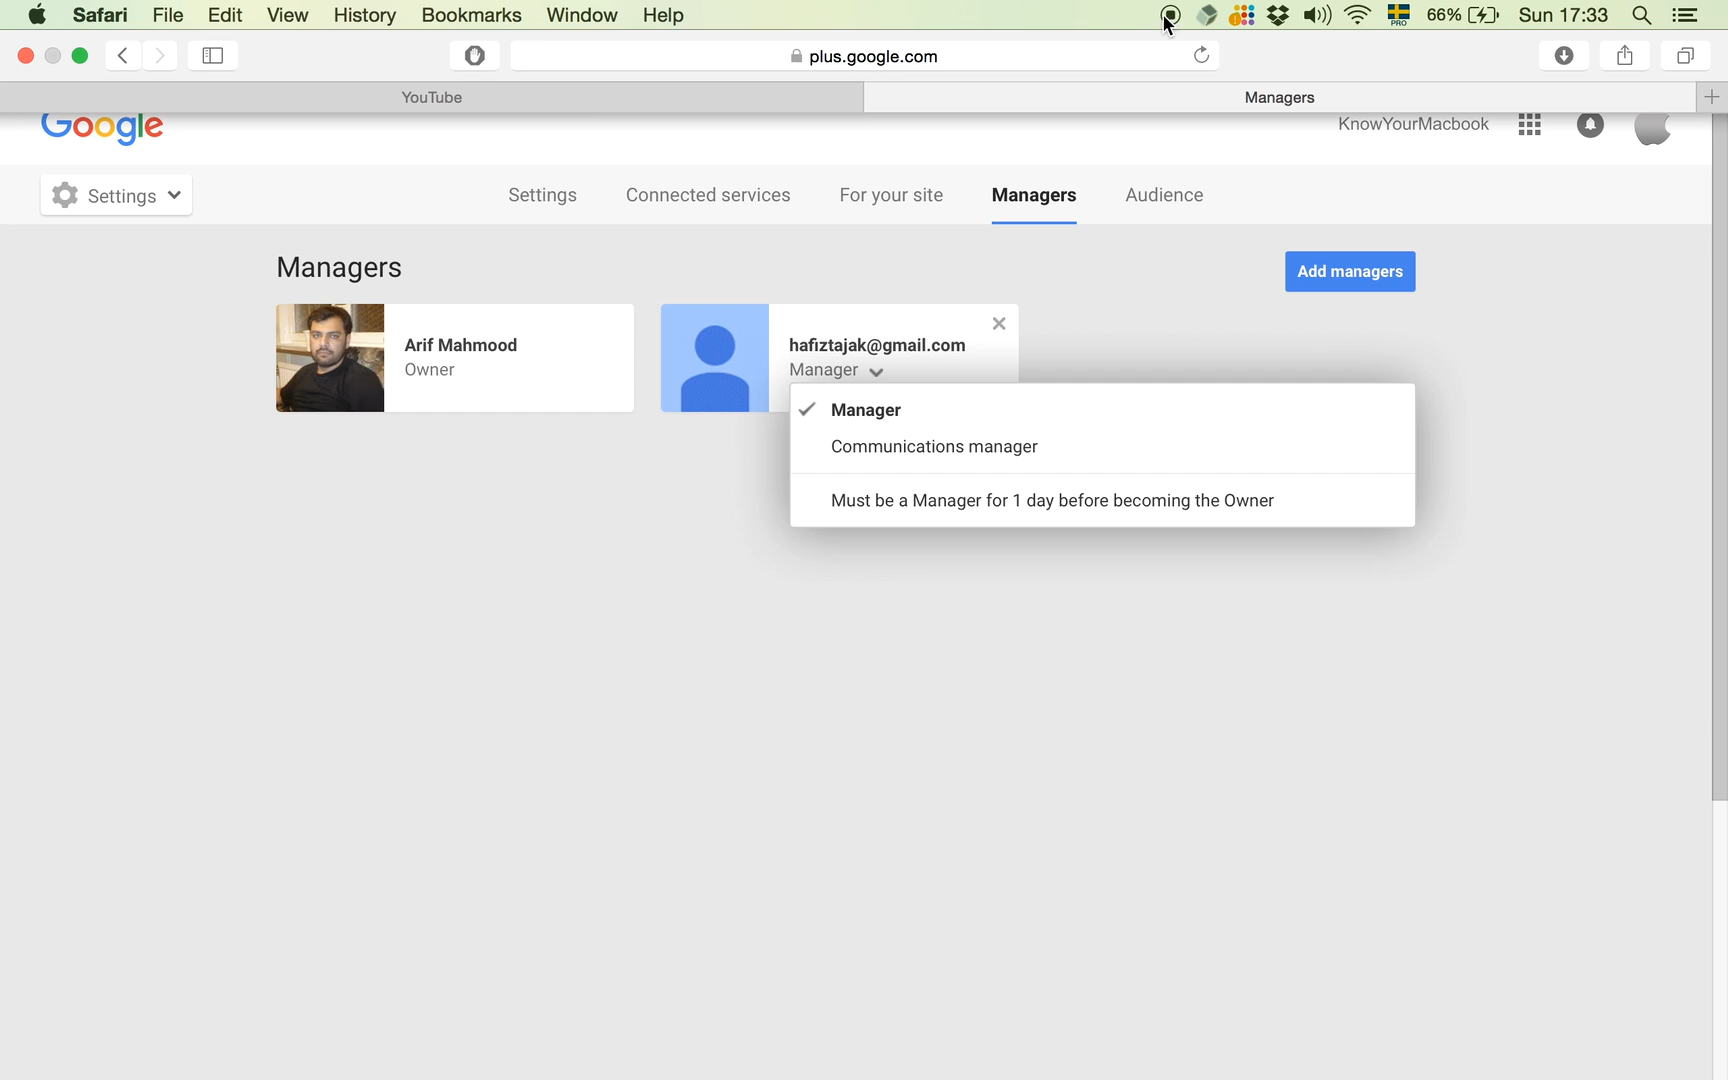 Safari File Edit View History Bookmarks Window Help 66% Sun 17:33
plus.google.com
YouTube Managers
Google KnowYourMacbook
Settings Settings Connected services For your site Managers Audience
Managers
Add managers
Arif Mahmood
Owner
hafiztajak@gmail.com
Manager
Manager
Communications manager
Must be a Manager for 1 day before becoming the Owner